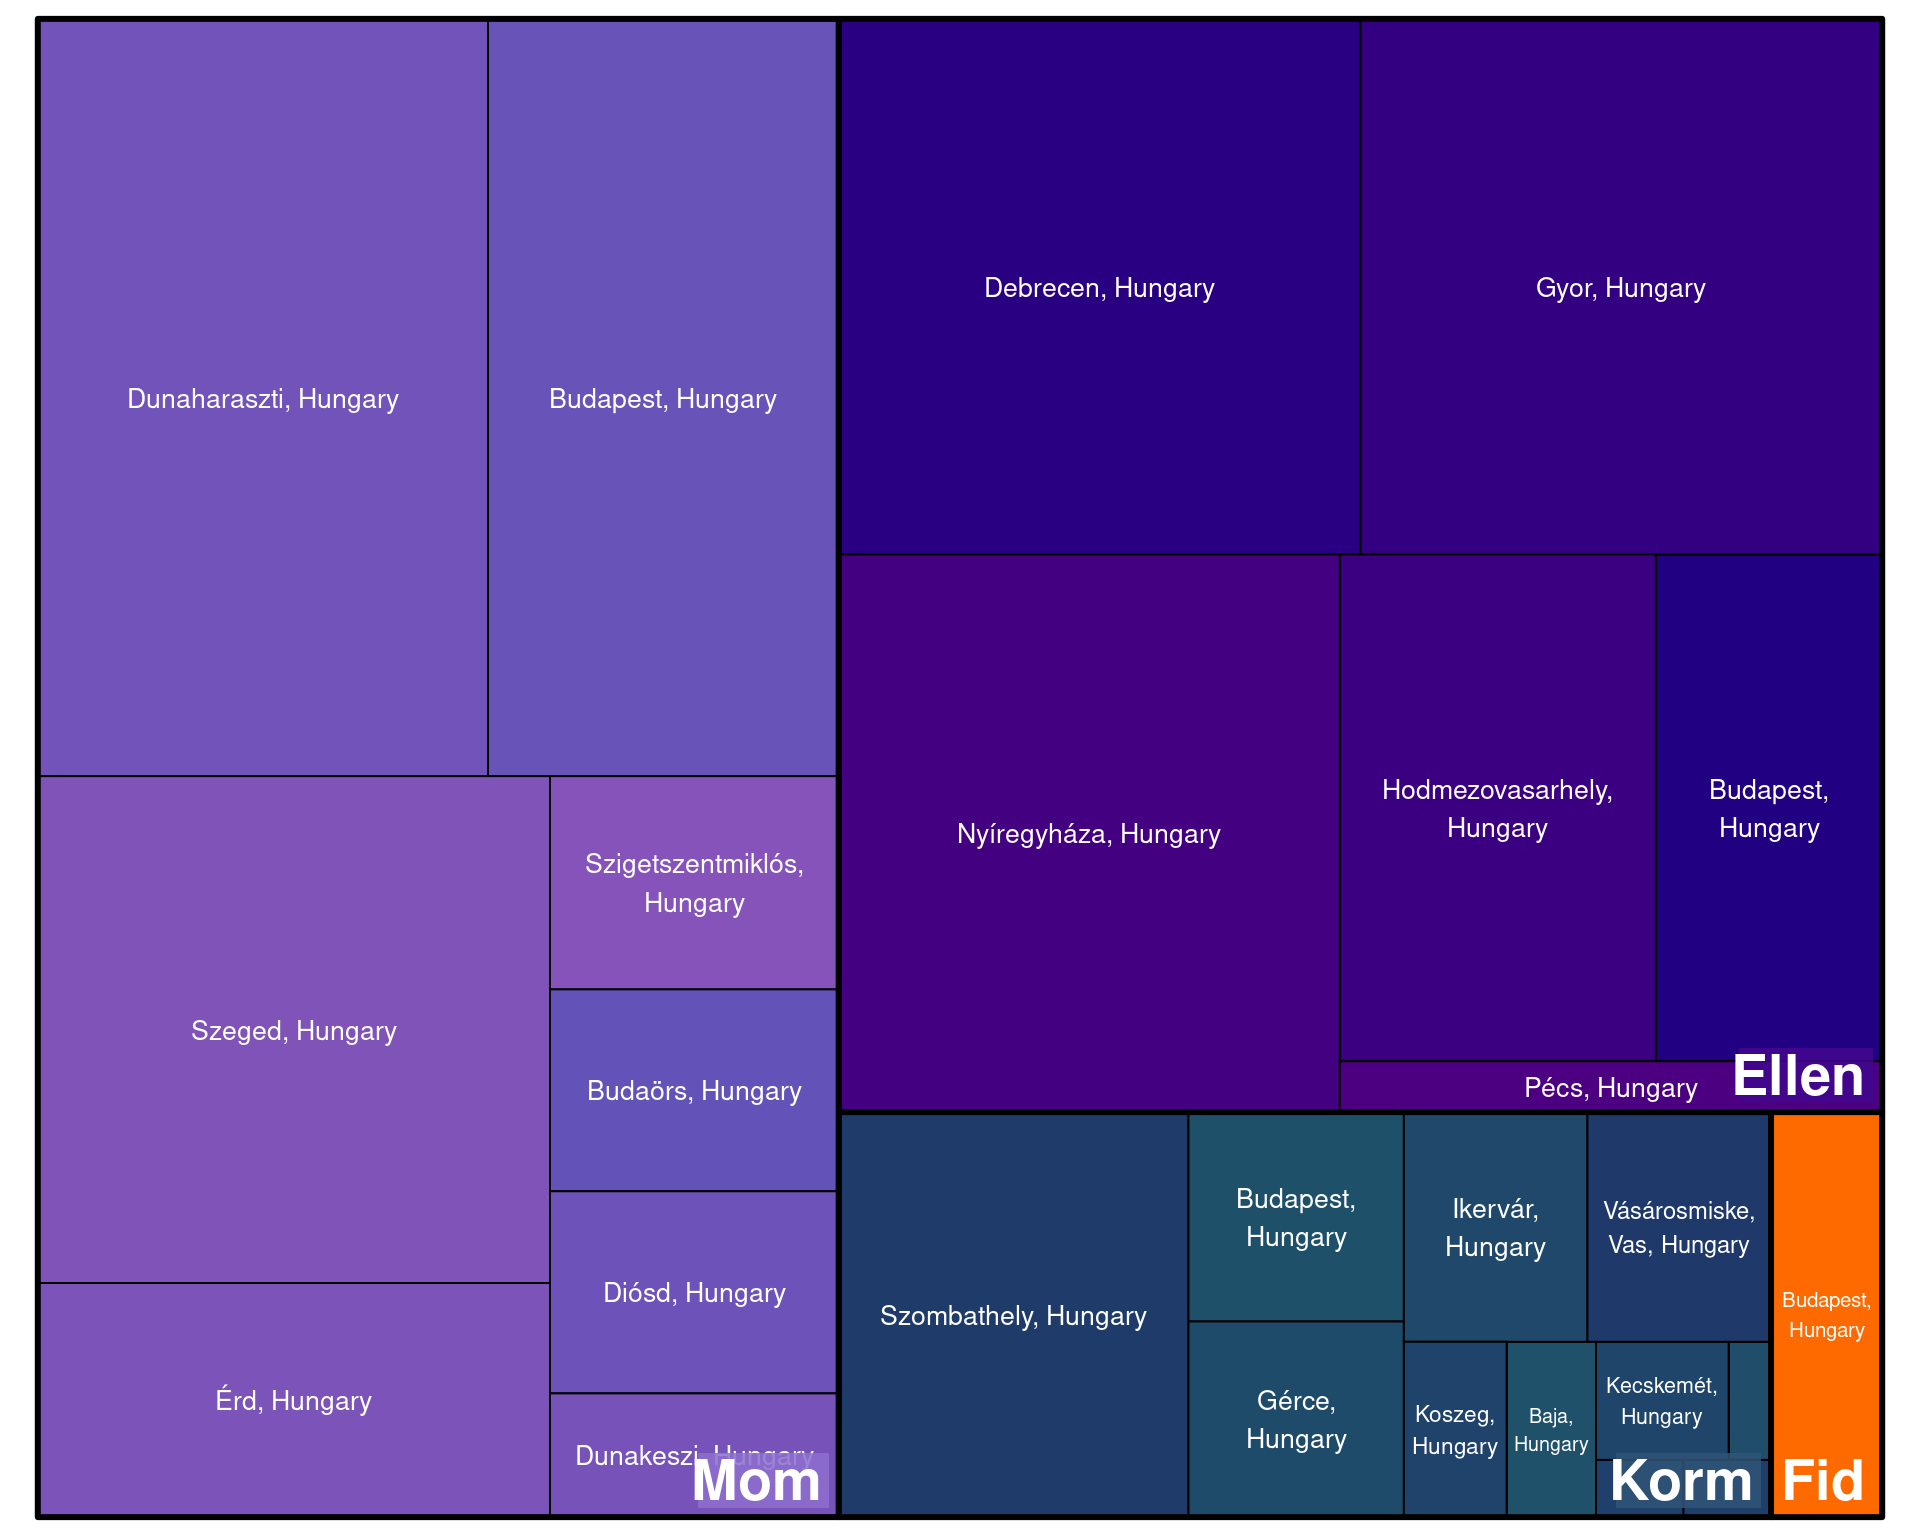 Dunaharaszti, Hungary
Budapest, Hungary
Szeged, Hungary
Szigetszentmiklós,
Hungary
Budaörs, Hungary
Diósd, Hungary
Érd, Hungary
Dunakeszi, Hungary
Mom
Debrecen, Hungary
Gyor, Hungary
Nyíregyháza, Hungary
Hodmezovasarhely,
Hungary
Budapest,
Hungary
Pécs, Hungary
Ellen
Szombathely, Hungary
Budapest,
Hungary
Gérce,
Hungary
Ikervár,
Hungary
Vásárosmiske,
Vas, Hungary
Koszeg,
Hungary
Baja,
Hungary
Kecskemét,
Hungary
Korm
Budapest,
Hungary
Fid